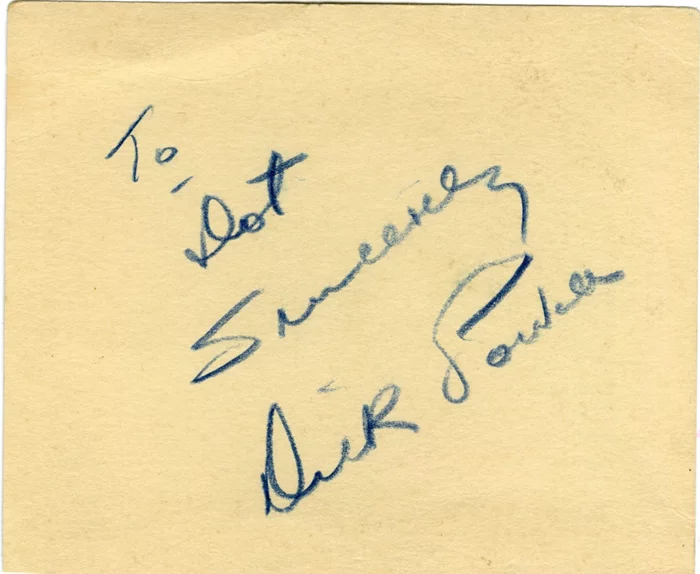 To
Dot
Sincerely
Dick Powell